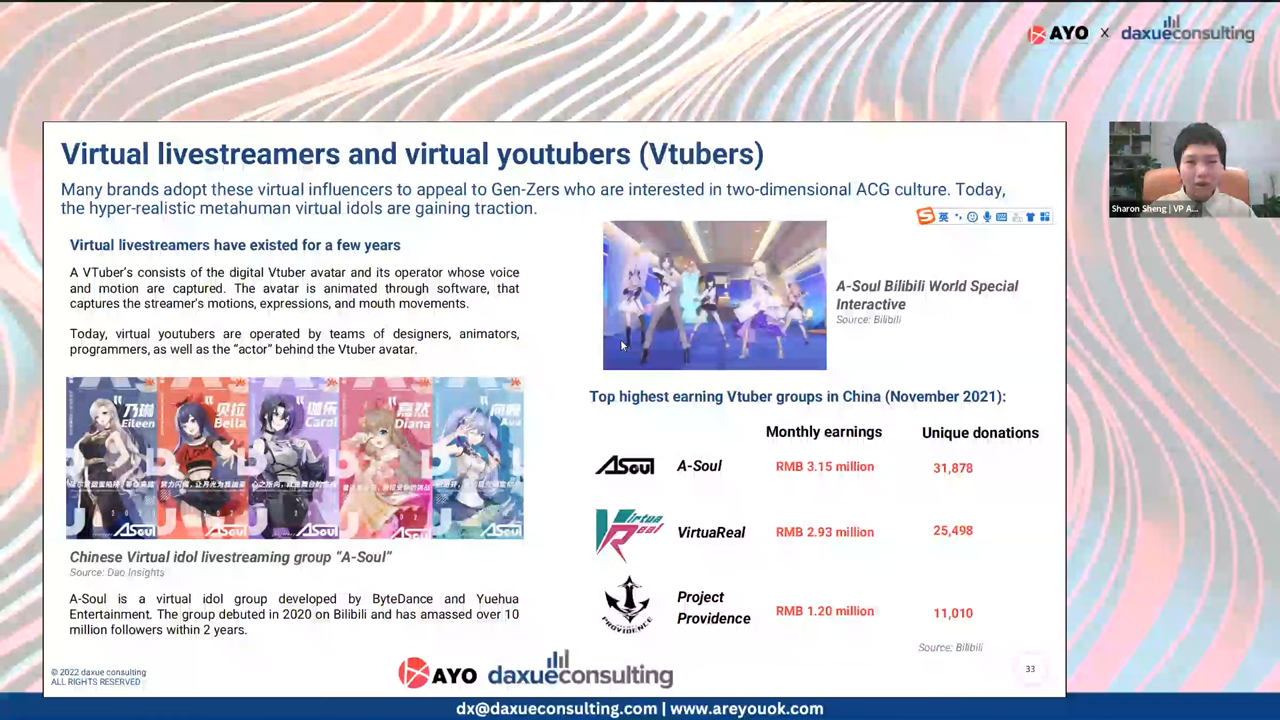 AYO x daxueconsulting
Virtual livestreamers and virtual youtubers (Vtubers)
Many brands adopt these virtual influencers to appeal to Gen-Zers who are interested in two-dimensional ACG culture. Today,
the hyper-realistic metahuman virtual idols are gaining traction.
Sharon Sheng | VP A...
英
Virtual livestreamers have existed for a few years
A VTuber's consists of the digital Vtuber avatar and its operator whose voice
and motion are captured. The avatar is animated through software, that
captures the streamer's motions, expressions, and mouth movements.
Today, virtual youtubers are operated by teams of designers, animators,
programmers, as well as the "actor" behind the Vtuber avatar.
乃琳
Eileen
贝拉
Bella
珈乐
Carol
嘉然
Diana
向晚
Ava
ASoul
ASoul
ASoul
ASoul
ASoul
Chinese Virtual idol livestreaming group "A-Soul"
Source: Dao Insights
A-Soul is a virtual idol group developed by ByteDance and Yuehua
Entertainment. The group debuted in 2020 on Bilibili and has amassed over 10
million followers within 2 years.
A-Soul Bilibili World Special
Interactive
Source: Bilibili
Top highest earning Vtuber groups in China (November 2021):
Monthly earnings Unique donations
ASoul A-Soul RMB 3.15 million 31,878
Virtua Real VirtuaReal RMB 2.93 million 25,498
PROVIDENCE Project
Providence RMB 1.20 million 11,010
Source: Bilibili
© 2022 daxue consulting
ALL RIGHTS RESERVED
AYO daxueconsulting
33
dx@daxueconsulting.com | www.areyouok.com